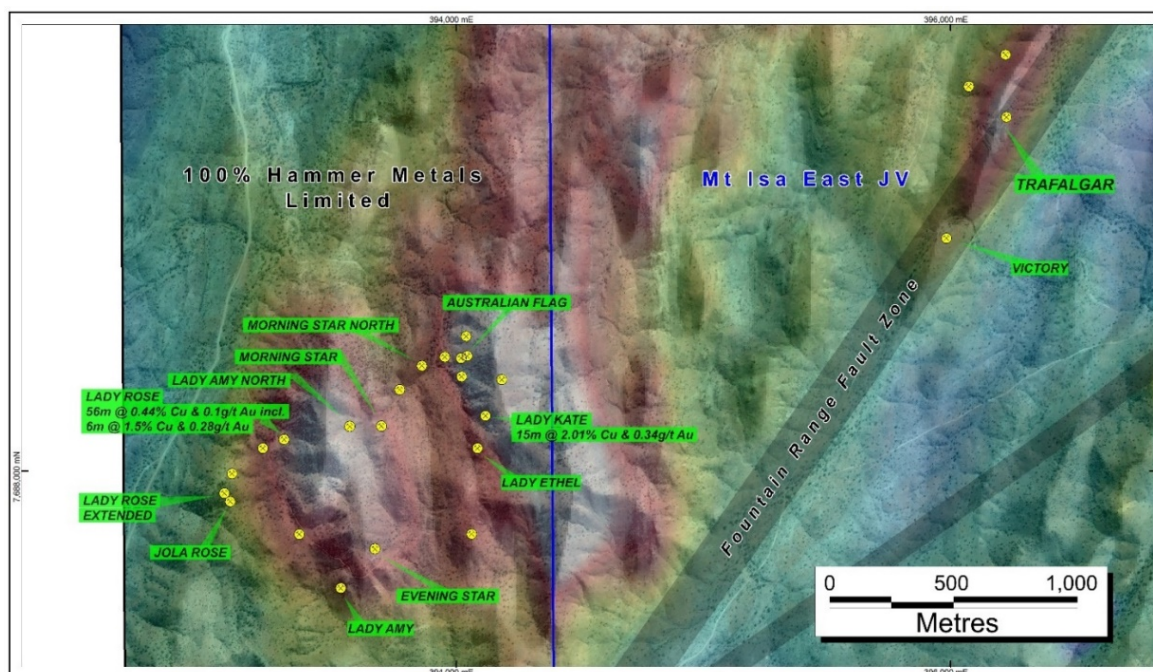 394,000 mE
396,000 mE
100% Hammer Metals
Limited
Mt Isa East JV
TRAFALGAR
VICTORY
AUSTRALIAN FLAG
MORNING STAR NORTH
MORNING STAR
LADY AMY NORTH
LADY ROSE
56m @ 0.44% Cu & 0.1g/t Au incl.
6m @ 1.5% Cu & 0.28g/t Au
LADY KATE
15m @ 2.01% Cu & 0.34g/t Au
LADY ETHEL
7,688,000 mN
LADY ROSE
EXTENDED
JOLA ROSE
EVENING STAR
LADY AMY
Fountain Range Fault Zone
0 500 1,000
Metres
394,000 mE
396,000 mE